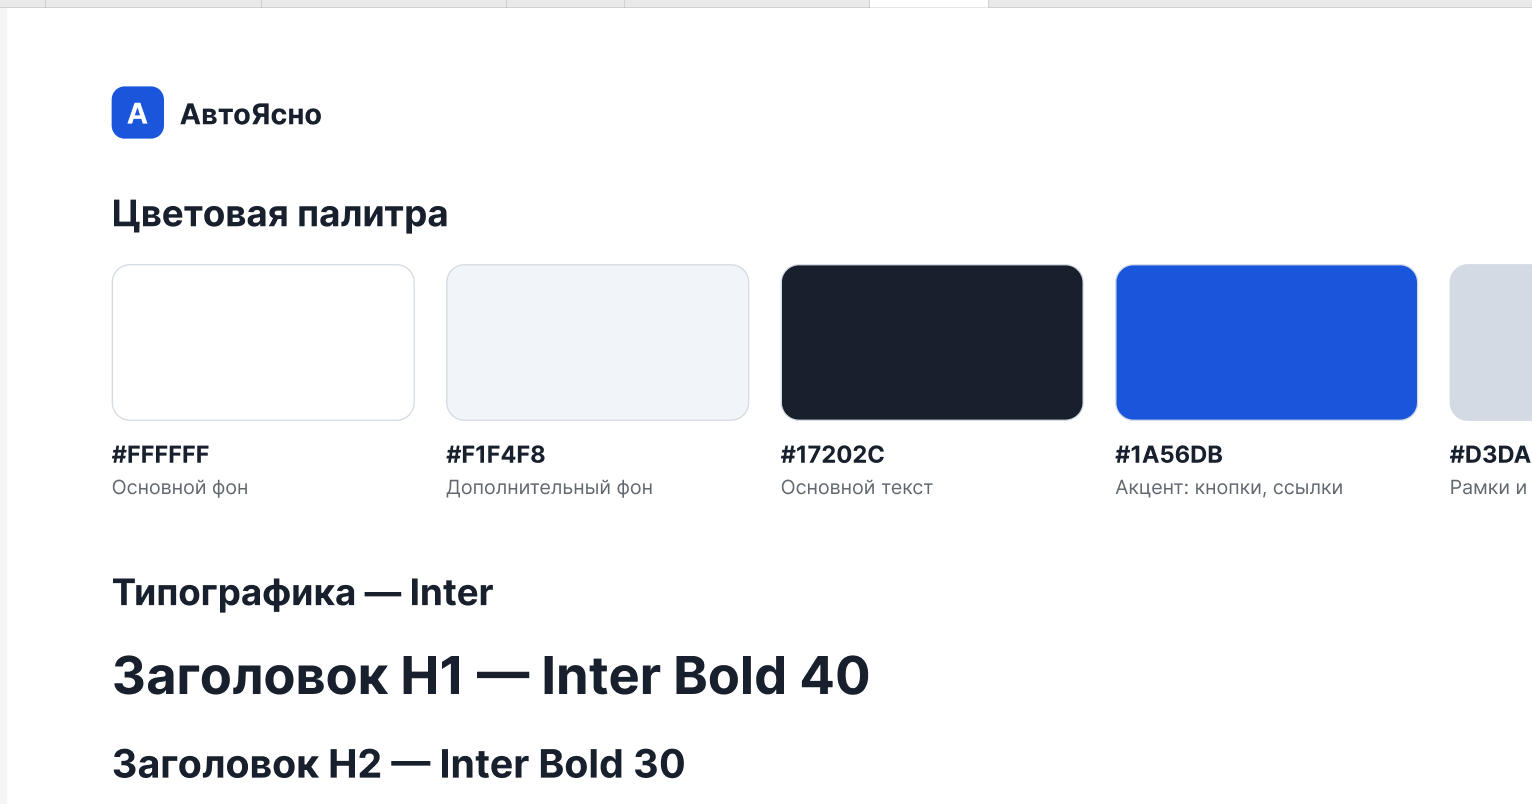 A
АвтоЯсно
Цветовая палитра
#FFFFFF
#F1F4F8
#17202C
#1A56DB
#D3DA
Основной фон
Дополнительный фон
Основной текст
Акцент: кнопки, ссылки
Рамки и
Типографика — Inter
Заголовок H1 — Inter Bold 40
Заголовок H2 — Inter Bold 30